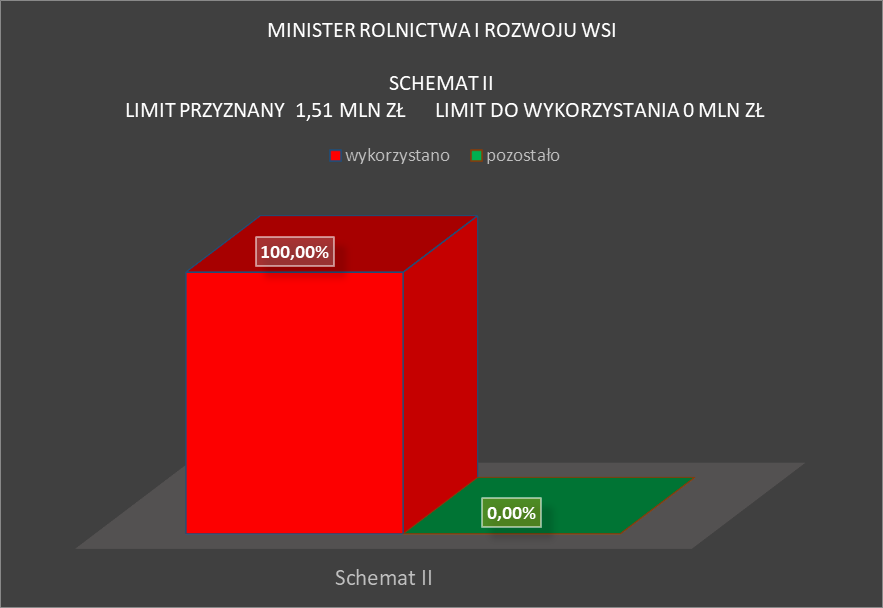 MINISTER ROLNICTWA I ROZWOJU WSI
SCHEMAT II
LIMIT PRZYZNANY 1,51 MLN ZŁ LIMIT DO WYKORZYSTANIA 0 MLN ZŁ
wykorzystano pozostało
100,00%
0,00%
Schemat II